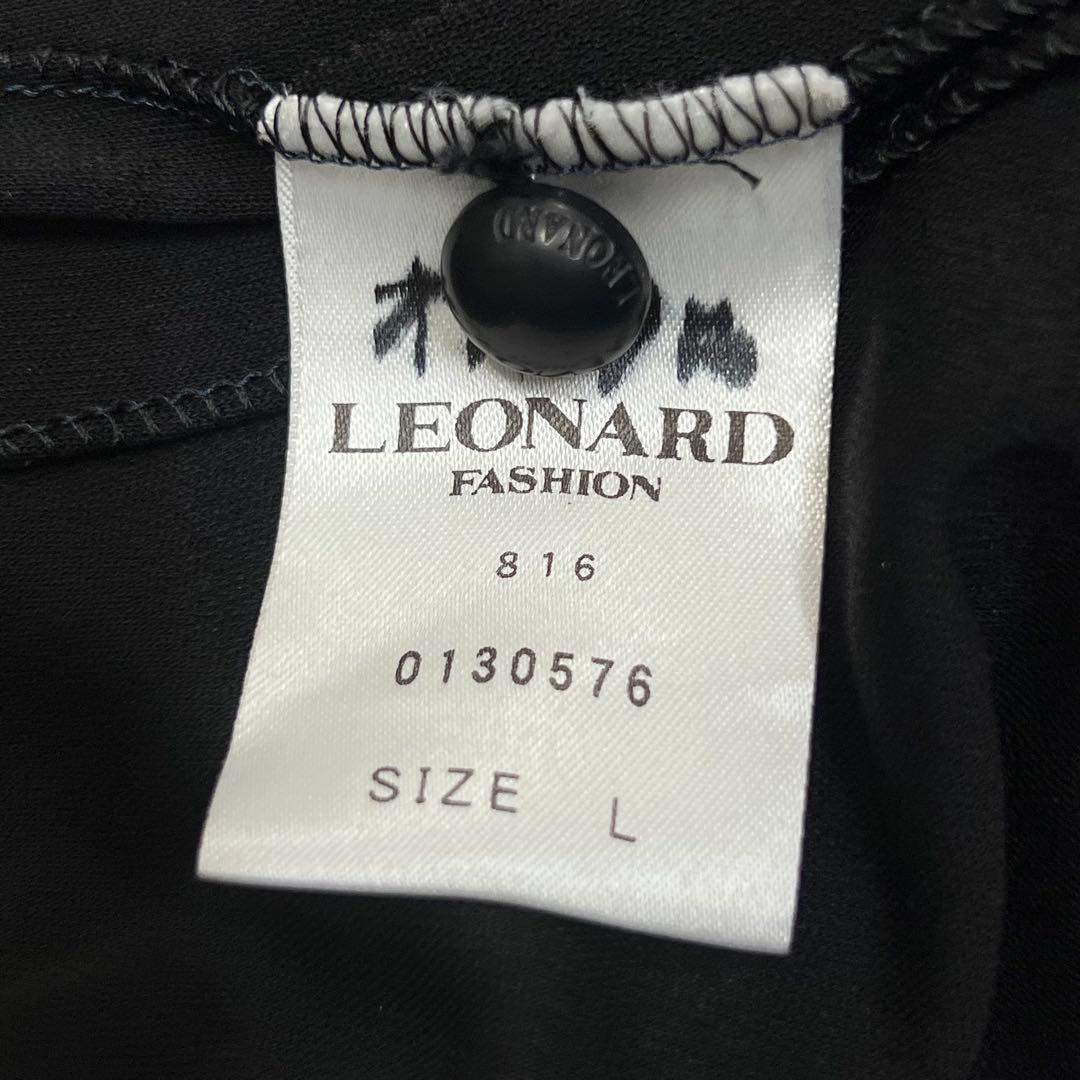 LEONARD
LEONARD
FASHION
816
0130576
SIZE L